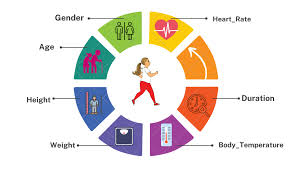 Gender
Heart_Rate
Age
Height
Duration
Weight
Body_Temperature